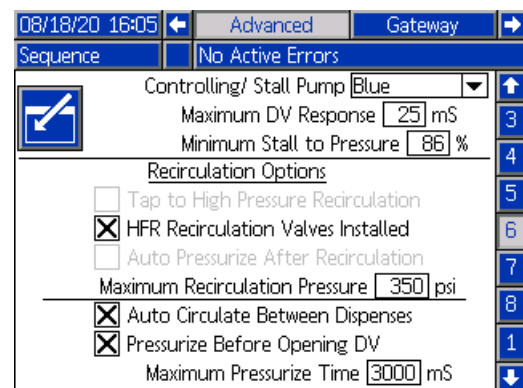 08/18/20 16:05 Advanced Gateway
Sequence No Active Errors
Controlling/ Stall Pump Blue
Maximum DV Response 25 mS
3
Minimum Stall to Pressure 86 %
4
Recirculation Options
Tap to High Pressure Recirculation
5
HFR Recirculation Valves Installed
6
Auto Pressurize After Recirculation
7
Maximum Recirculation Pressure 350 psi
8
Auto Circulate Between Dispenses
Pressurize Before Opening DV
1
Maximum Pressurize Time 3000 mS